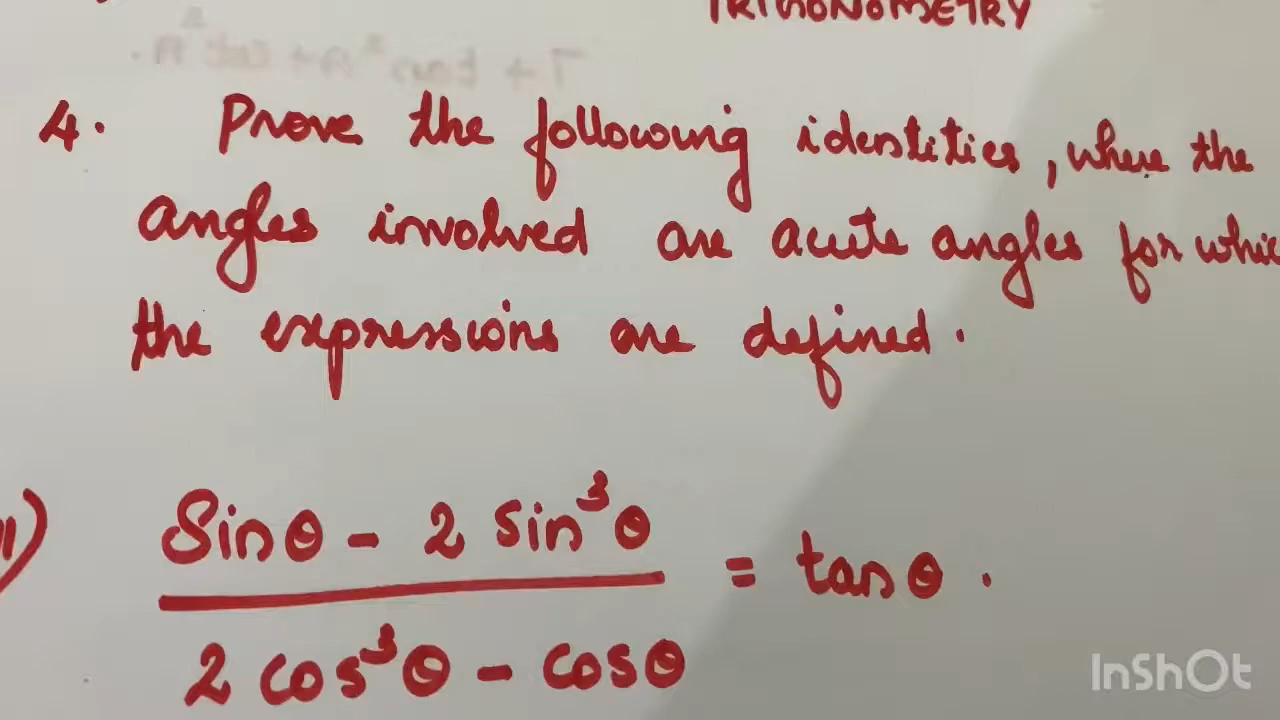 TRIGONOMETRY
4. Prove the following identities, where the
angles involved are acute angles for whic
the expressions are defined.
Sinθ - 2 sin³θ
= tanθ.
2 cos³θ - cosθ
InShOt